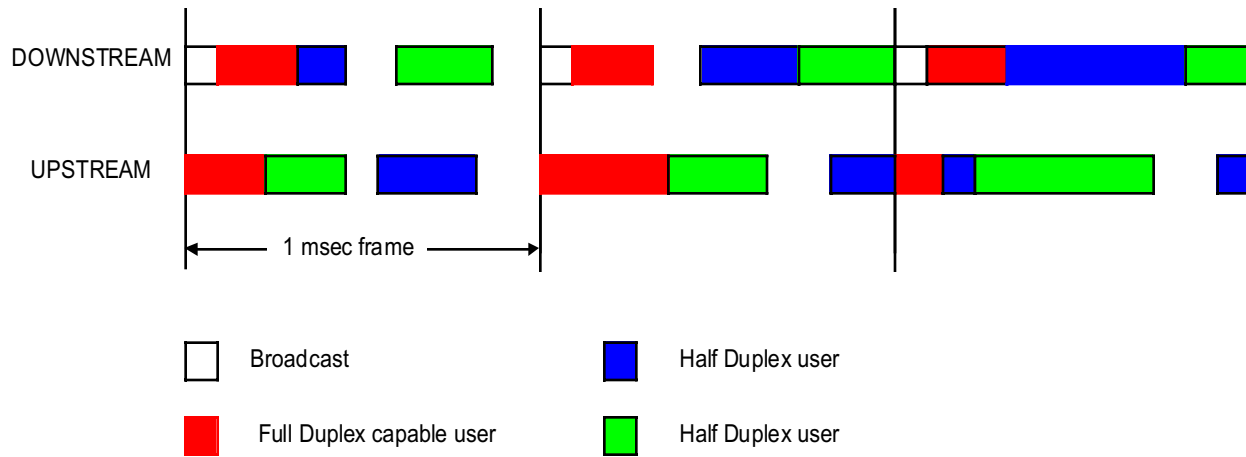 DOWNSTREAM
UPSTREAM
1 msec frame
Broadcast
Half Duplex user
Full Duplex capable user
Half Duplex user